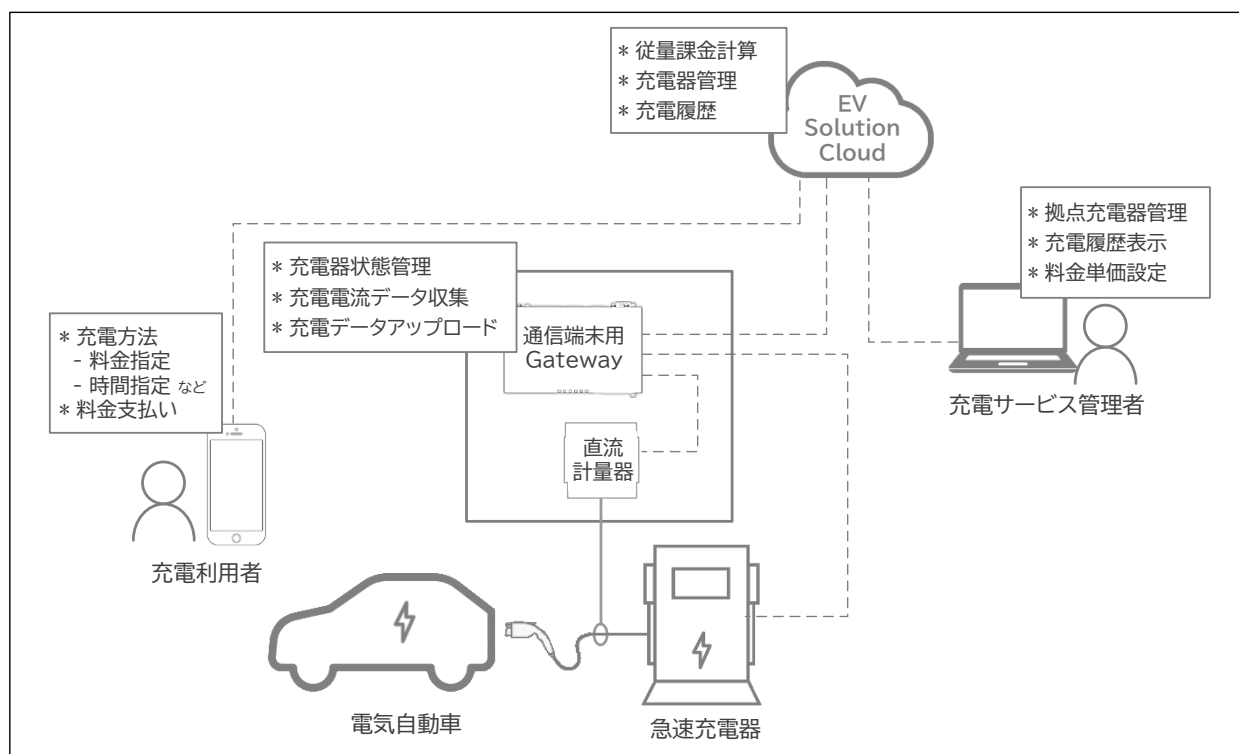 * 従量課金計算
* 充電器管理
* 充電履歴
EV
Solution
Cloud
* 拠点充電器管理
* 充電履歴表示
* 料金単価設定
* 充電器状態管理
* 充電電流データ収集
* 充電データアップロード
通信端末用
Gateway
* 充電方法
- 料金指定
- 時間指定 など
* 料金支払い
充電サービス管理者
直流
計量器
充電利用者
電気自動車
急速充電器